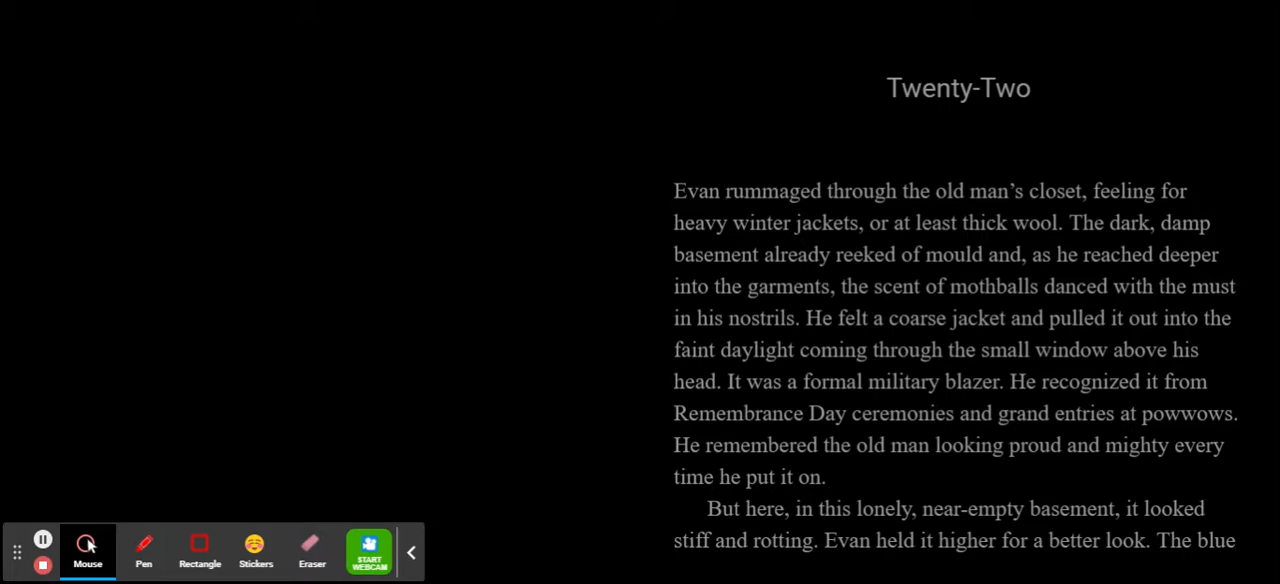 Twenty-Two
Evan rummaged through the old man’s closet, feeling for
heavy winter jackets, or at least thick wool. The dark, damp
basement already reeked of mould and, as he reached deeper
into the garments, the scent of mothballs danced with the must
in his nostrils. He felt a coarse jacket and pulled it out into the
faint daylight coming through the small window above his
head. It was a formal military blazer. He recognized it from
Remembrance Day ceremonies and grand entries at powwows.
He remembered the old man looking proud and mighty every
time he put it on.
But here, in this lonely, near-empty basement, it looked
stiff and rotting. Evan held it higher for a better look. The blue
Mouse Pen Rectangle Stickers Eraser START WEBCAM